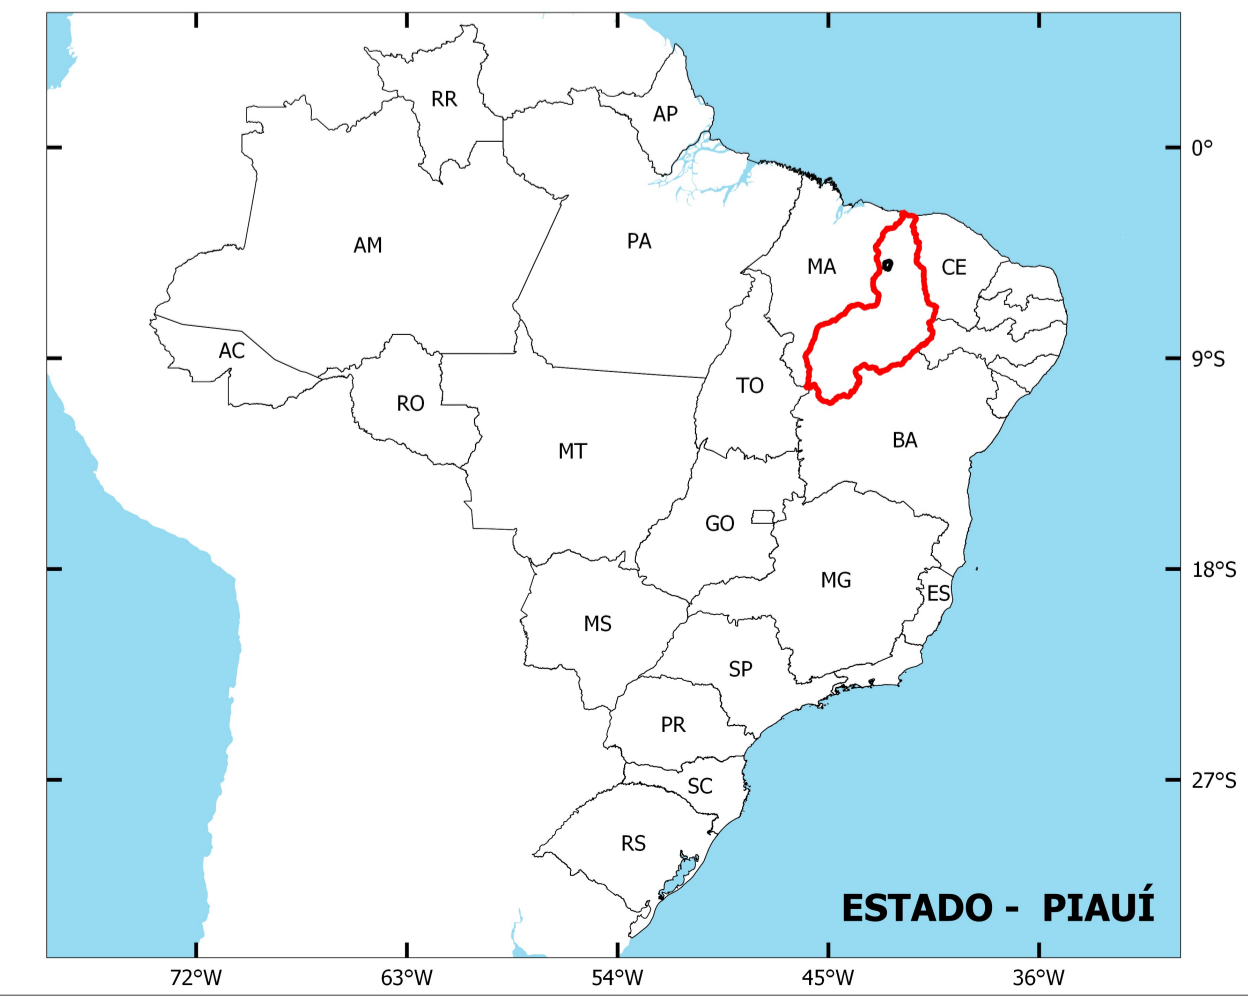 RR
AP
0°
AM
PA
MA
CE
AC
9°S
TO
RO
BA
MT
GO
18°S
MG
ES
MS
SP
PR
27°S
SC
RS
ESTADO - PIAUÍ
72°W
63°W
54°W
45°W
36°W